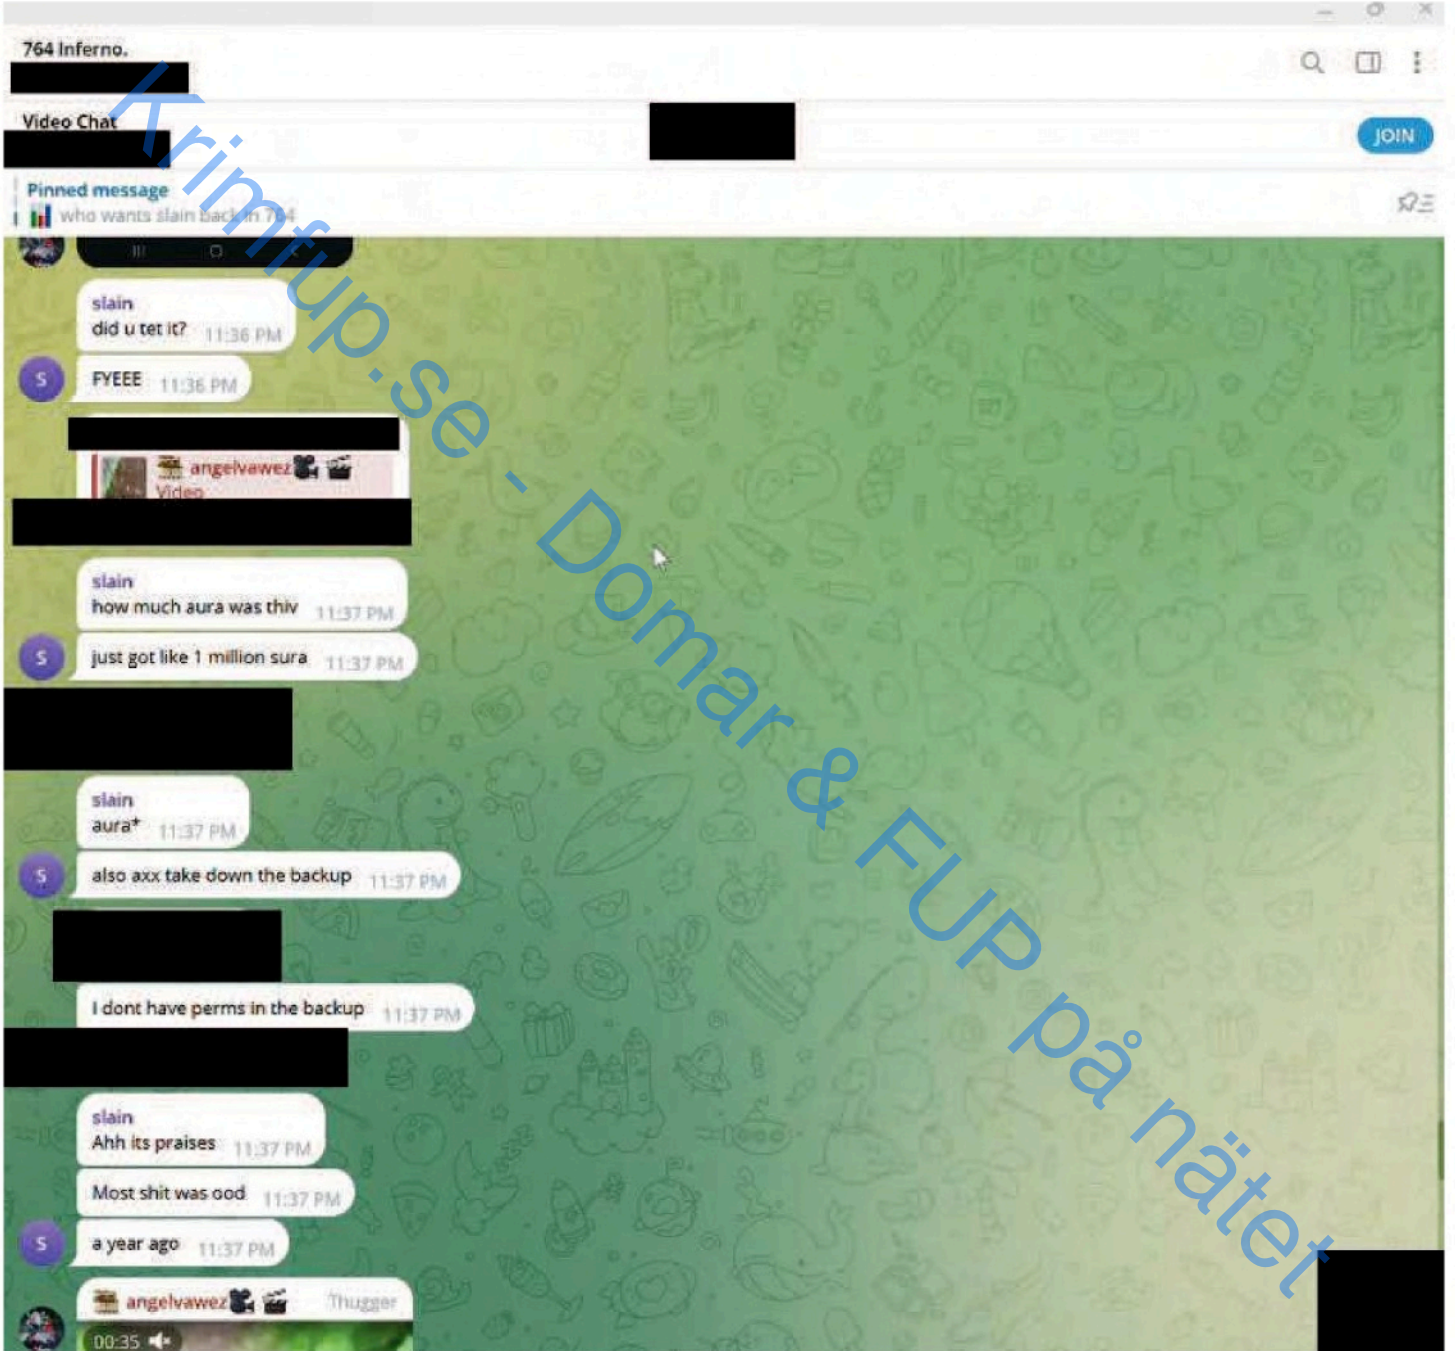 764 Inferno.
Video Chat
JOIN
Pinned message
who wants slain back in 764
slain
did u tet it? 11:36 PM
S
FYEEE 11:36 PM
angelvawez
Video
slain
how much aura was thiv 11:37 PM
S
just got like 1 million sura 11:37 PM
slain
aura* 11:37 PM
S
also axx take down the backup 11:37 PM
I dont have perms in the backup 11:37 PM
slain
Ahh its praises 11:37 PM
Most shit was ood 11:37 PM
S
a year ago 11:37 PM
angelvawez Thugger
00:35
Krimfup.se - Domar & FUP på nätet